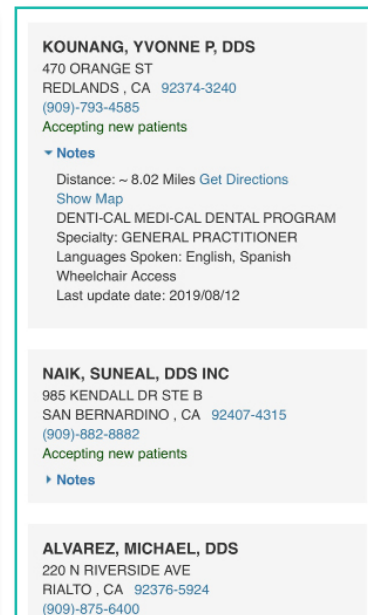 KOUNANG, YVONNE P, DDS
470 ORANGE ST
REDLANDS , CA 92374-3240
(909)-793-4585
Accepting new patients
Notes
Distance: ~ 8.02 Miles Get Directions
Show Map
DENTI-CAL MEDI-CAL DENTAL PROGRAM
Specialty: GENERAL PRACTITIONER
Languages Spoken: English, Spanish
Wheelchair Access
Last update date: 2019/08/12
NAIK, SUNEAL, DDS INC
985 KENDALL DR STE B
SAN BERNARDINO , CA 92407-4315
(909)-882-8882
Accepting new patients
Notes
ALVAREZ, MICHAEL, DDS
220 N RIVERSIDE AVE
RIALTO , CA 92376-5924
(909)-875-6400